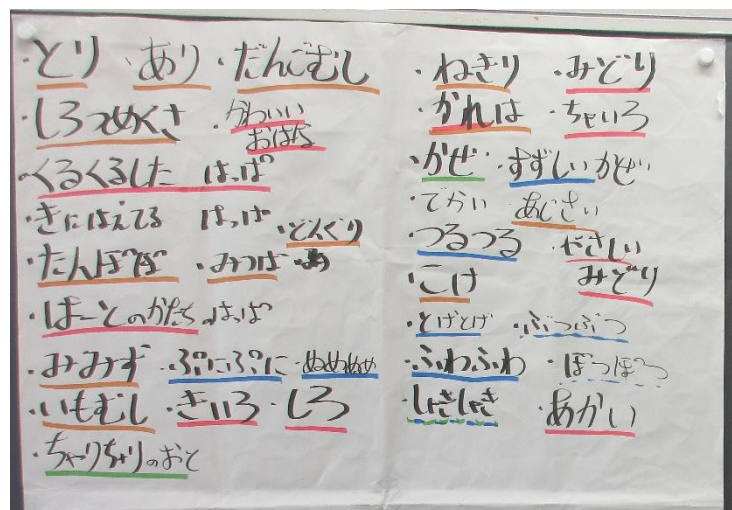 ・とり ・あり ・だんごむし
・しろつめくさ ・かわいい
おはな
・くるくるした はっぱ
・きにはえてる はっぱ
・どんぐり
・たんぽぽ ・みつば
・はーとのかたちのはっぱ
・みみず ・ぷにぷに ・ぬめぬめ
・いもむし ・きいろ ・しろ
・ちゃりちゃりのおと
・ねきり ・みどり
・かれは ・ちゃいろ
・かぜ ・すずしいかぜ
・でかい ・あじさい
・つるつる ・やさしい
みどり
・こけ
・とげとげ ・ぶつぶつ
・ふわふわ ・ぼつぼつ
・しゃきしゃき ・あかい